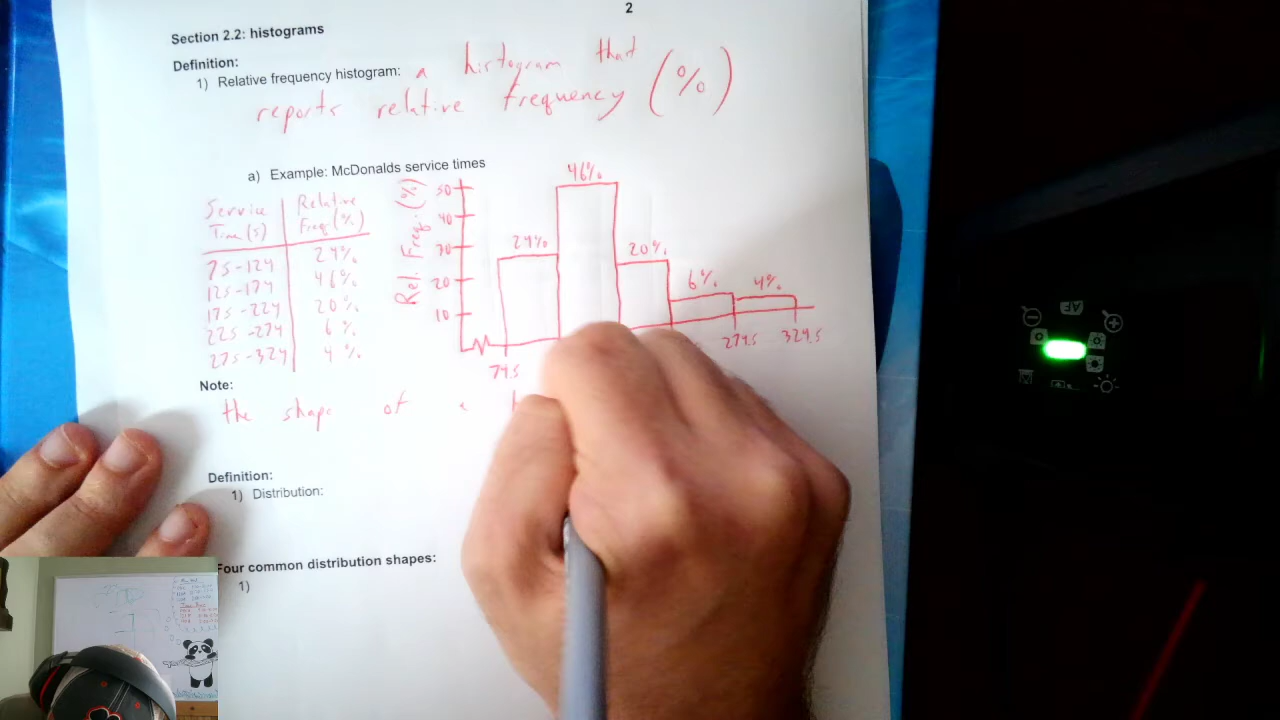 2
Section 2.2: histograms
Definition:
1) Relative frequency histogram: a histogram that
reports relative frequency (%)
a) Example: McDonalds service times
Service Time (s) Relative Freq (%)
75-124 24%
125-174 46%
175-224 20%
225-274 6%
275-324 4%
Rel. Freq. (%)
50
40
30
20
10
24%
46%
20%
6%
4%
74.5
274.5
324.5
Note:
the shape of a
Definition:
1) Distribution:
Four common distribution shapes:
1)
AF